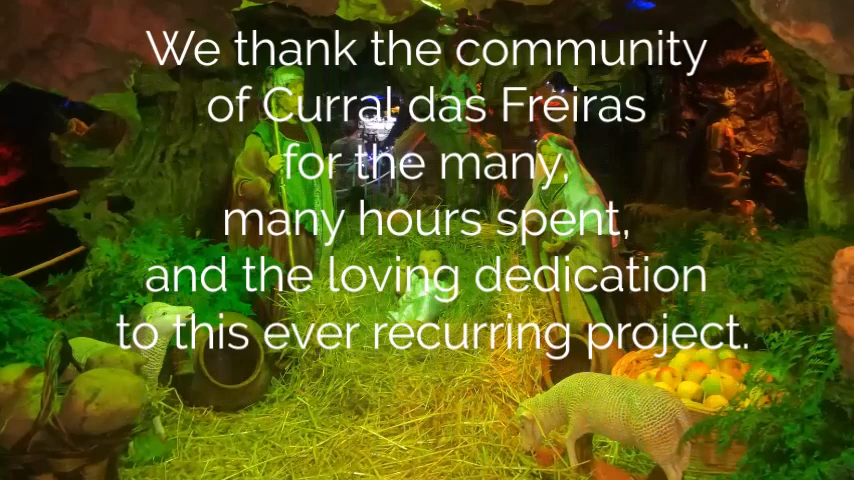 We thank the community
of Curral das Freiras
for the many,
many hours spent,
and the loving dedication
to this ever recurring project.